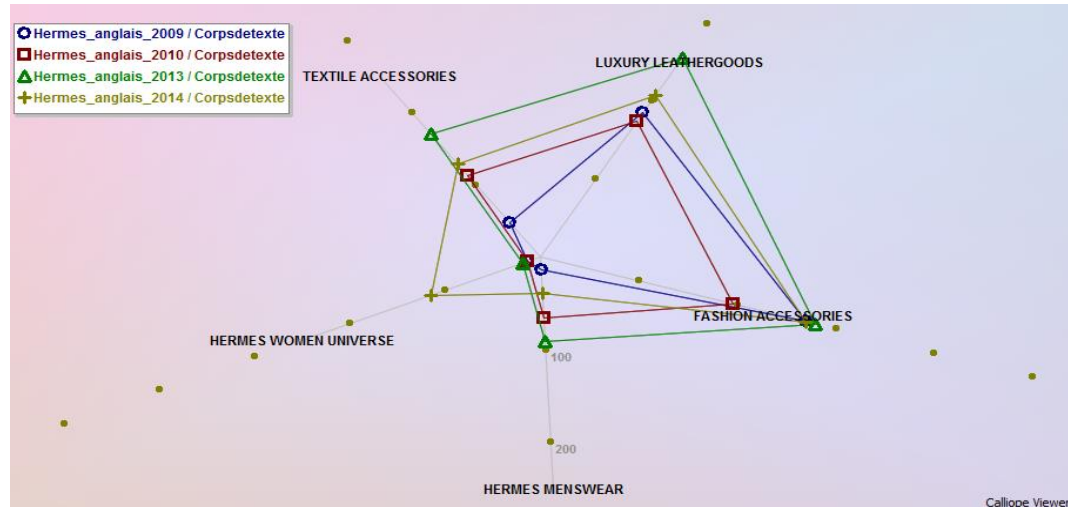 Hermes_anglais_2009 / Corpsdetexte
Hermes_anglais_2010 / Corpsdetexte
Hermes_anglais_2013 / Corpsdetexte
Hermes_anglais_2014 / Corpsdetexte
TEXTILE ACCESSORIES
LUXURY LEATHERGOODS
FASHION ACCESSORIES
HERMES WOMEN UNIVERSE
100
200
HERMES MENSWEAR
Calliope Viewer